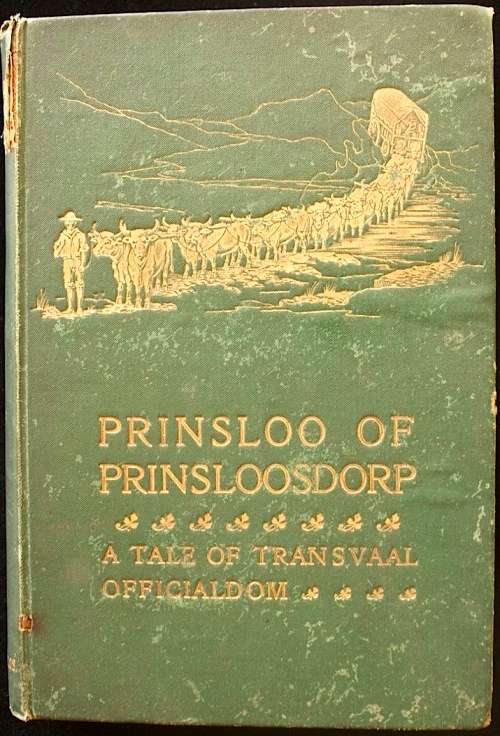 PRINSLOO OF
PRINSLOOSDORP
A TALE OF TRANSVAAL
OFFICIALDOM